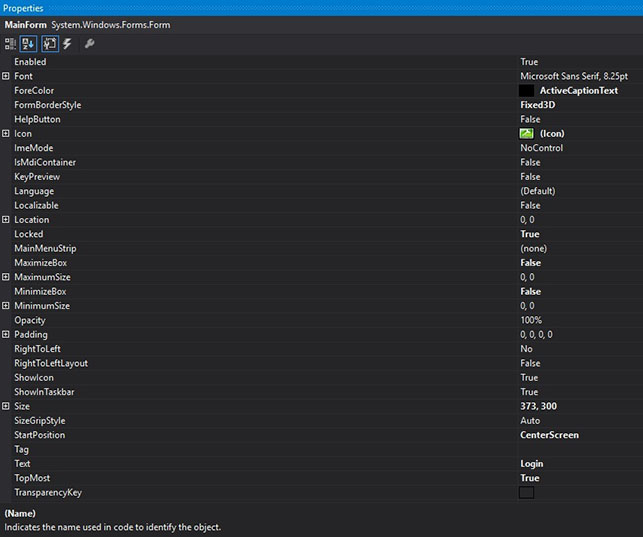 Properties
MainForm System.Windows.Forms.Form
Enabled True
Font Microsoft Sans Serif, 8.25pt
ForeColor ActiveCaptionText
FormBorderStyle Fixed3D
HelpButton False
Icon (Icon)
ImeMode NoControl
IsMdiContainer False
KeyPreview False
Language (Default)
Localizable False
Location 0, 0
Locked True
MainMenuStrip (none)
MaximizeBox False
MaximumSize 0, 0
MinimizeBox False
MinimumSize 0, 0
Opacity 100%
Padding 0, 0, 0, 0
RightToLeft No
RightToLeftLayout False
ShowIcon True
ShowInTaskbar True
Size 373, 300
SizeGripStyle Auto
StartPosition CenterScreen
Tag
Text Login
TopMost True
TransparencyKey
(Name)
Indicates the name used in code to identify the object.